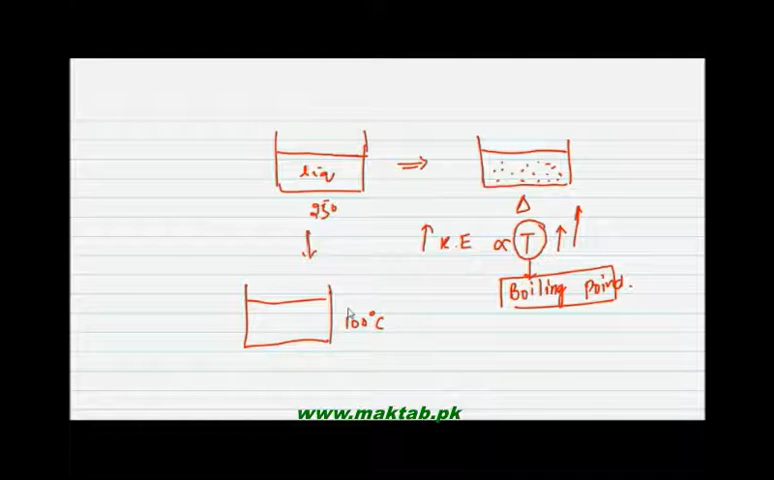 liq
25°
Δ
↑ K.E ∝ T ↑ ↑
Boiling Point.
100°C
www.maktab.pk